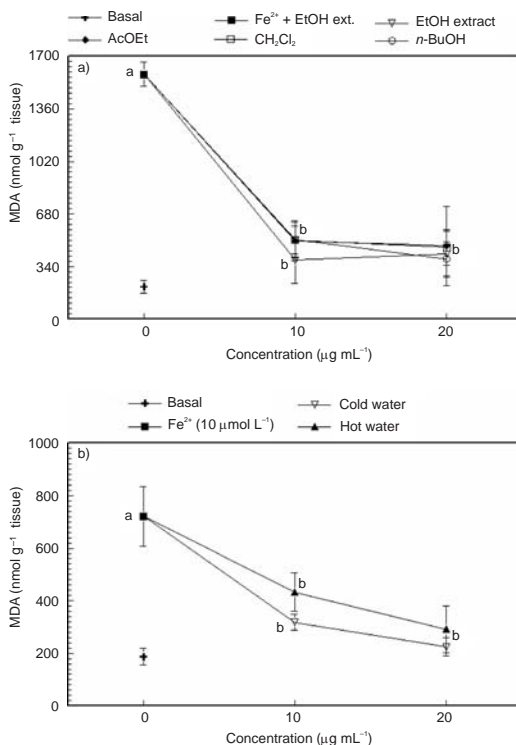 Basal Fe²⁺ + EtOH ext. EtOH extract
AcOEt CH₂Cl₂ n-BuOH
a)
1700
1360
1020
680
340
0
MDA (nmol g⁻¹ tissue)
a
b
b
b
0 10 20
Concentration (μg mL⁻¹)
Basal Cold water
Fe²⁺ (10 μmol L⁻¹) Hot water
b)
1000
800
600
400
200
0
MDA (nmol g⁻¹ tissue)
a
b
b
b
0 10 20
Concentration (μg mL⁻¹)